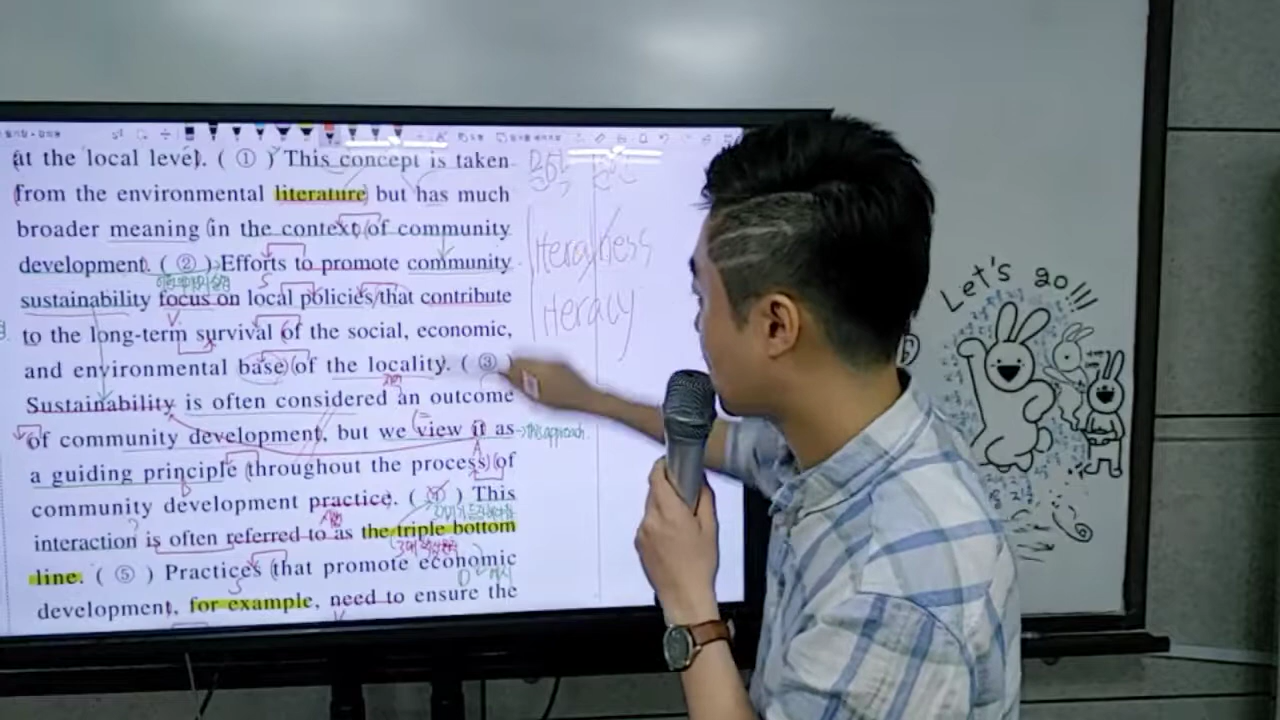 at the local level. ( ① ) This concept is taken
from the environmental literature but has much
broader meaning in the context of community
development. ( ② ) Efforts to promote community
sustainability focus on local policies that contribute
to the long-term survival of the social, economic,
and environmental base of the locality. ( ③ )
Sustainability is often considered an outcome
of community development, but we view it as
→this approach.
a guiding principle throughout the process of
community development practice. ( ④ ) This
interaction is often referred to as the triple bottom
line. ( ⑤ ) Practices that promote economic
development, for example, need to ensure the
S
V
literacy
Let's go!!!